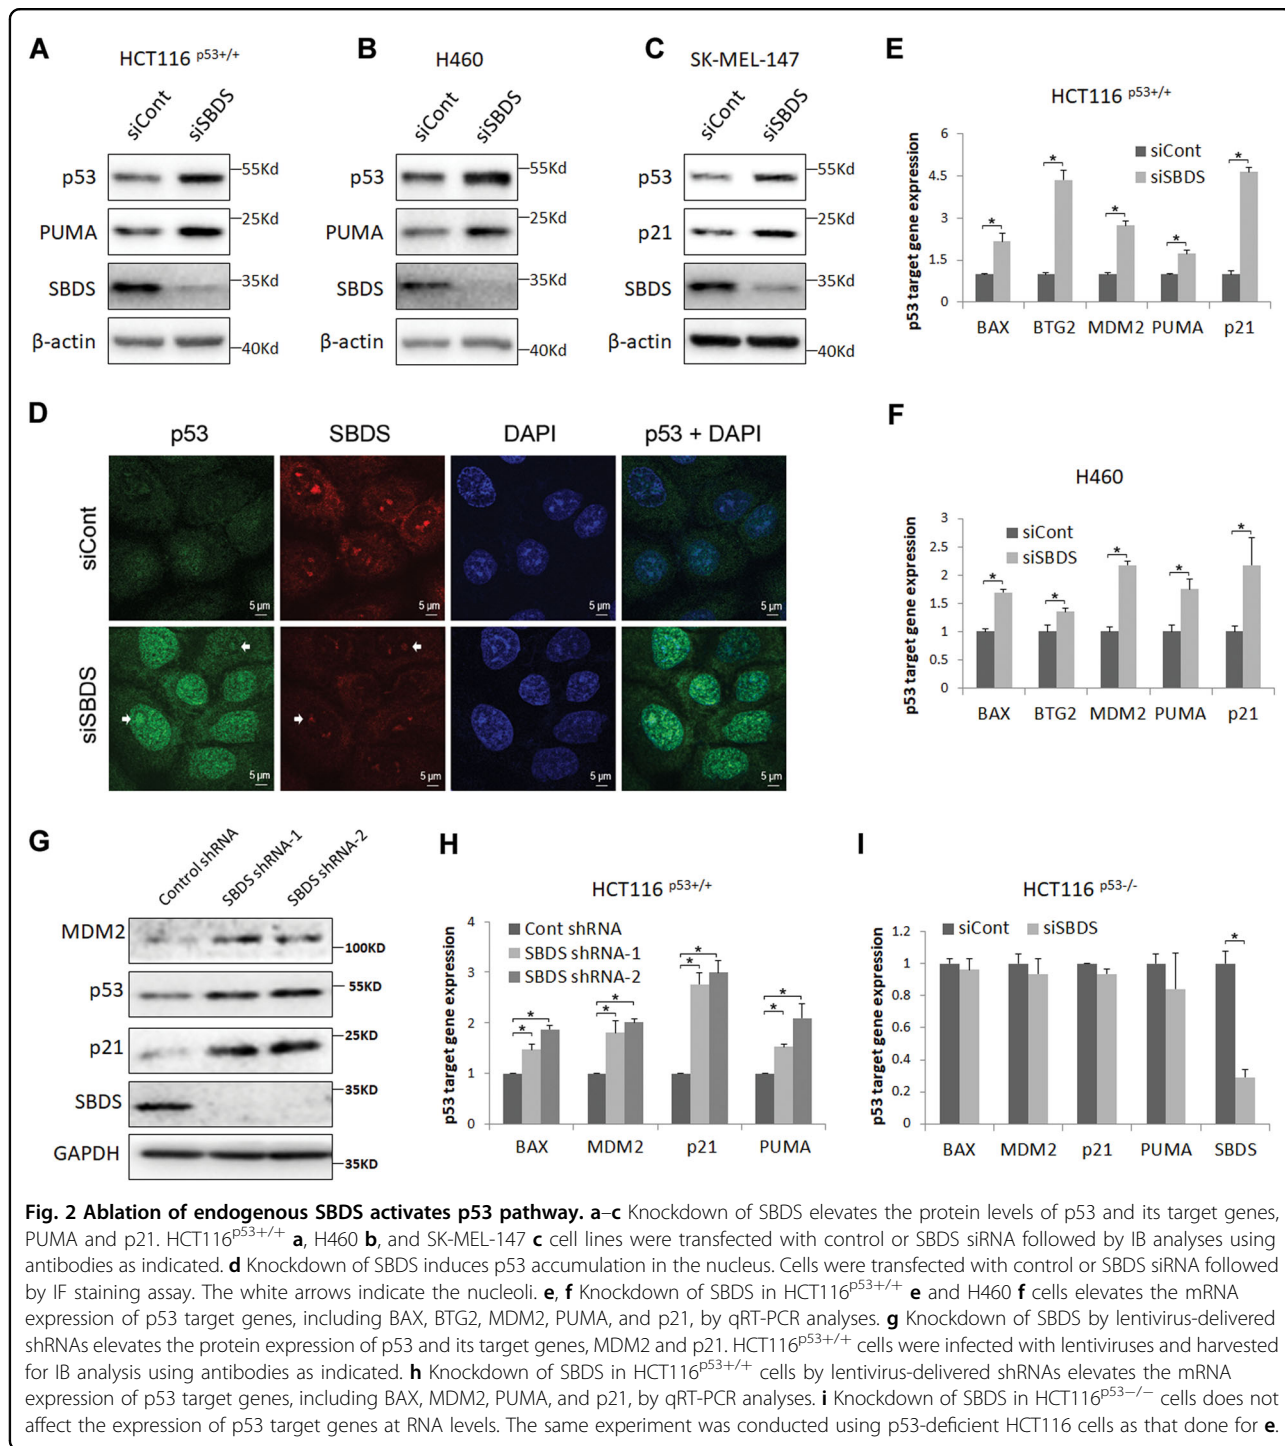 A
HCT116 p53+/+
siCont
siSBDS
p53
55Kd
PUMA
25Kd
SBDS
35Kd
β-actin
40Kd
B
H460
siCont
siSBDS
p53
55Kd
PUMA
25Kd
SBDS
35Kd
β-actin
40Kd
C
SK-MEL-147
siCont
siSBDS
p53
55Kd
p21
25Kd
SBDS
35Kd
β-actin
40Kd
E
HCT116 p53+/+
p53 target gene expression
6
4.5
3
1.5
0
siCont
siSBDS
* * * * *
BAX BTG2 MDM2 PUMA p21
D
p53 SBDS DAPI p53 + DAPI
siCont
5 µm 5 µm 5 µm 5 µm
siSBDS
5 µm 5 µm 5 µm 5 µm
F
H460
p53 target gene expression
3
2.5
2
1.5
1
0.5
0
siCont
siSBDS
* * * * *
BAX BTG2 MDM2 PUMA p21
G
Control shRNA
SBDS shRNA-1
SBDS shRNA-2
MDM2
100KD
p53
55KD
p21
25KD
SBDS
35KD
GAPDH
35KD
H
HCT116 p53+/+
p53 target gene expression
4
3
2
1
0
Cont shRNA
SBDS shRNA-1
SBDS shRNA-2
* * * * * * * *
BAX MDM2 p21 PUMA
I
HCT116 p53-/-
p53 target gene expression
1.2
1
0.8
0.6
0.4
0.2
0
siCont siSBDS
*
BAX MDM2 p21 PUMA SBDS
Fig. 2 Ablation of endogenous SBDS activates p53 pathway. a–c Knockdown of SBDS elevates the protein levels of p53 and its target genes,
PUMA and p21. HCT116p53+/+ a, H460 b, and SK-MEL-147 c cell lines were transfected with control or SBDS siRNA followed by IB analyses using
antibodies as indicated. d Knockdown of SBDS induces p53 accumulation in the nucleus. Cells were transfected with control or SBDS siRNA followed
by IF staining assay. The white arrows indicate the nucleoli. e, f Knockdown of SBDS in HCT116p53+/+ e and H460 f cells elevates the mRNA
expression of p53 target genes, including BAX, BTG2, MDM2, PUMA, and p21, by qRT-PCR analyses. g Knockdown of SBDS by lentivirus-delivered
shRNAs elevates the protein expression of p53 and its target genes, MDM2 and p21. HCT116p53+/+ cells were infected with lentiviruses and harvested
for IB analysis using antibodies as indicated. h Knockdown of SBDS in HCT116p53+/+ cells by lentivirus-delivered shRNAs elevates the mRNA
expression of p53 target genes, including BAX, MDM2, PUMA, and p21, by qRT-PCR analyses. i Knockdown of SBDS in HCT116p53−/− cells does not
affect the expression of p53 target genes at RNA levels. The same experiment was conducted using p53-deficient HCT116 cells as that done for e.